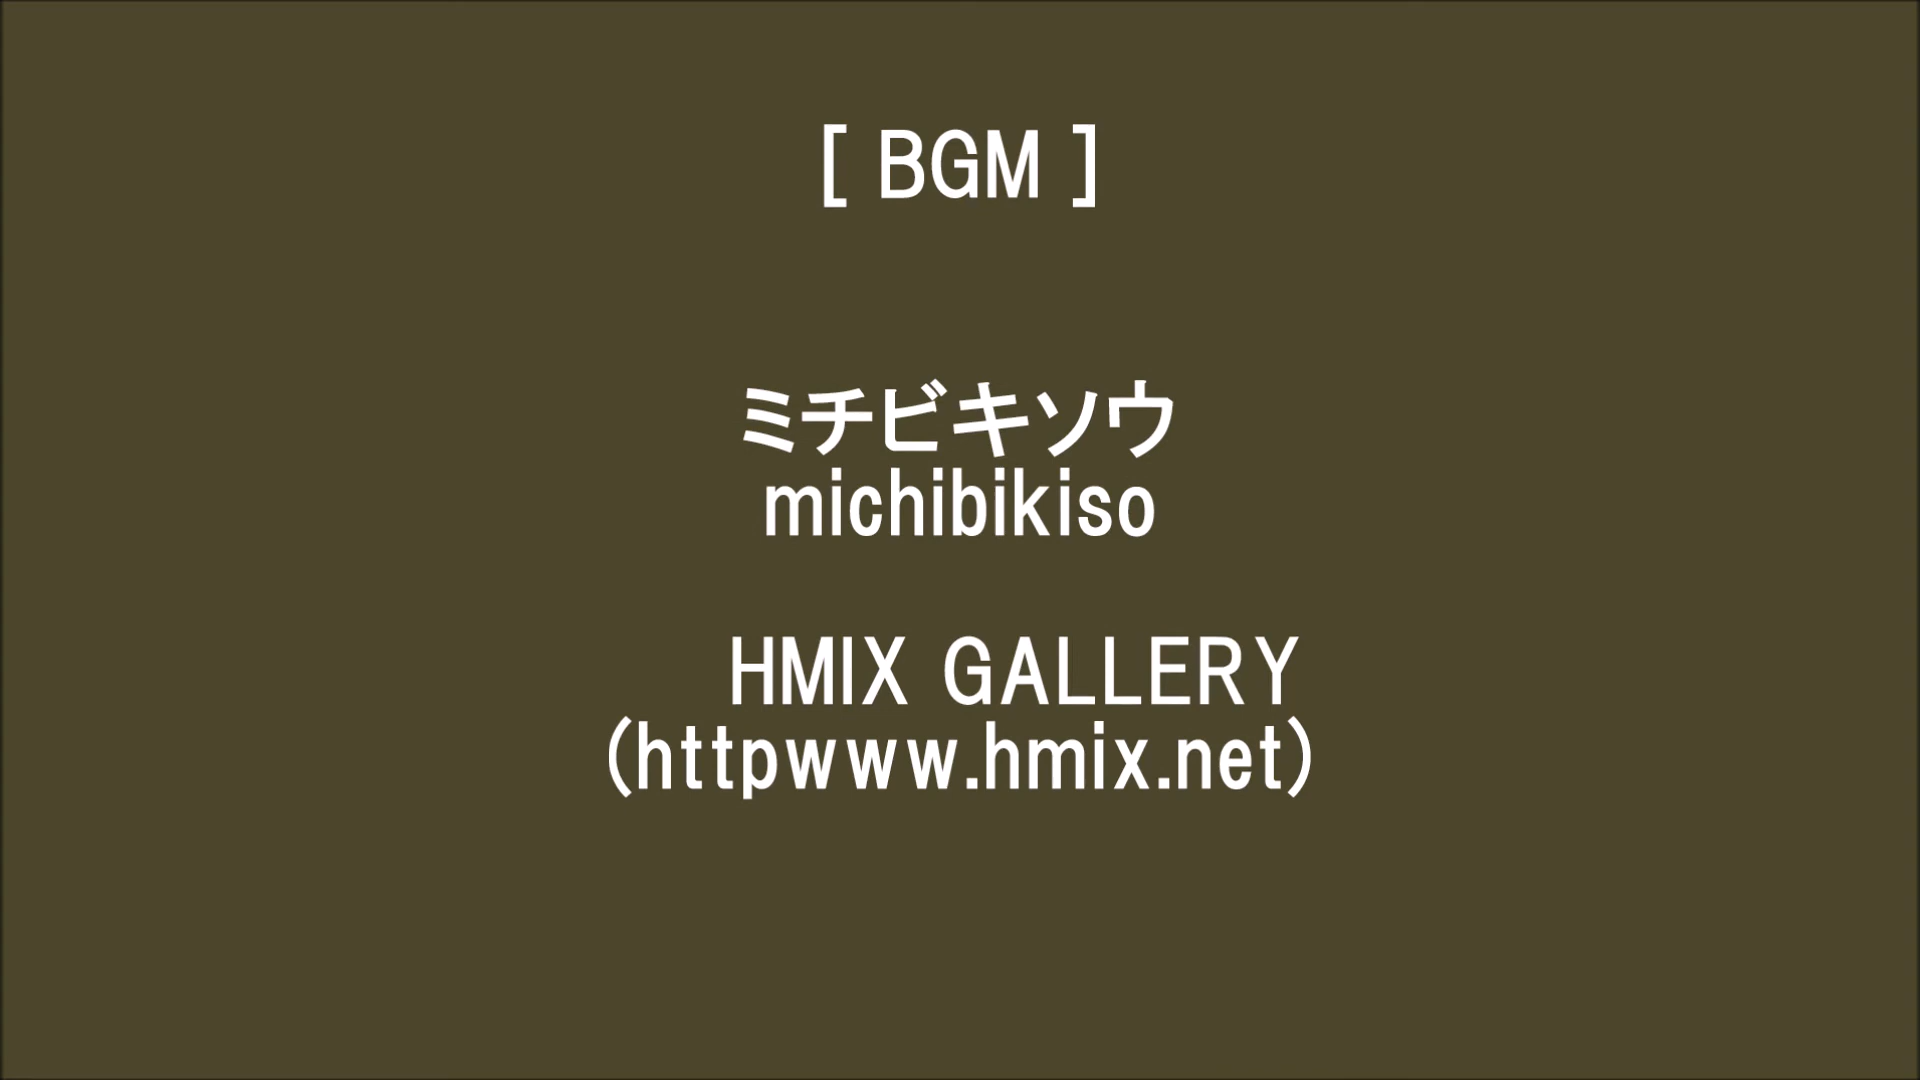 [ BGM ]
ミチビキソウ
michibikiso
HMIX GALLERY
(httpwww.hmix.net)